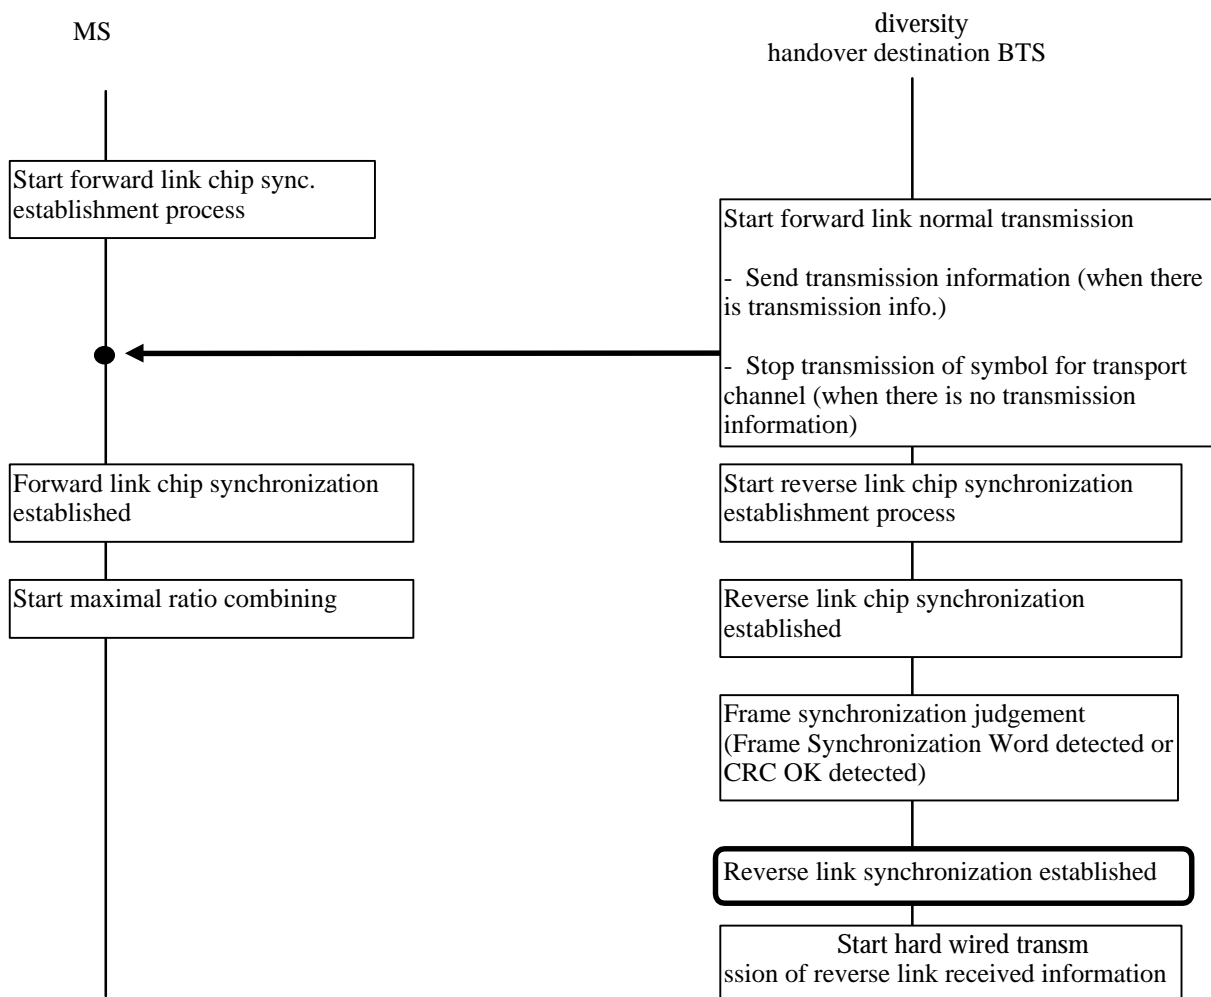 MS
diversity
handover destination BTS
Start forward link chip sync.
establishment process
Start forward link normal transmission
-  Send transmission information (when there
is transmission info.)
-  Stop transmission of symbol for transport
channel (when there is no transmission
information)
Forward link chip synchronization
established
Start reverse link chip synchronization
establishment process
Start maximal ratio combining
Reverse link chip synchronization
established
Frame synchronization judgement
(Frame Synchronization Word detected or
CRC OK detected)
Reverse link synchronization established
Start hard wired transm
ssion of reverse link received information